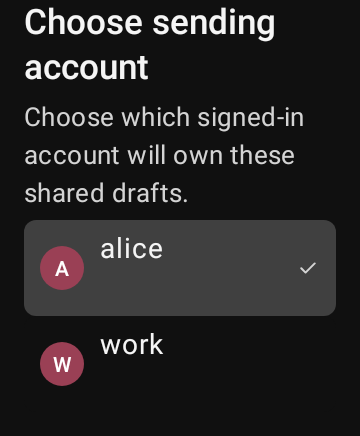 Choose sending
account
Choose which signed-in
account will own these
shared drafts.
A
alice
W
work